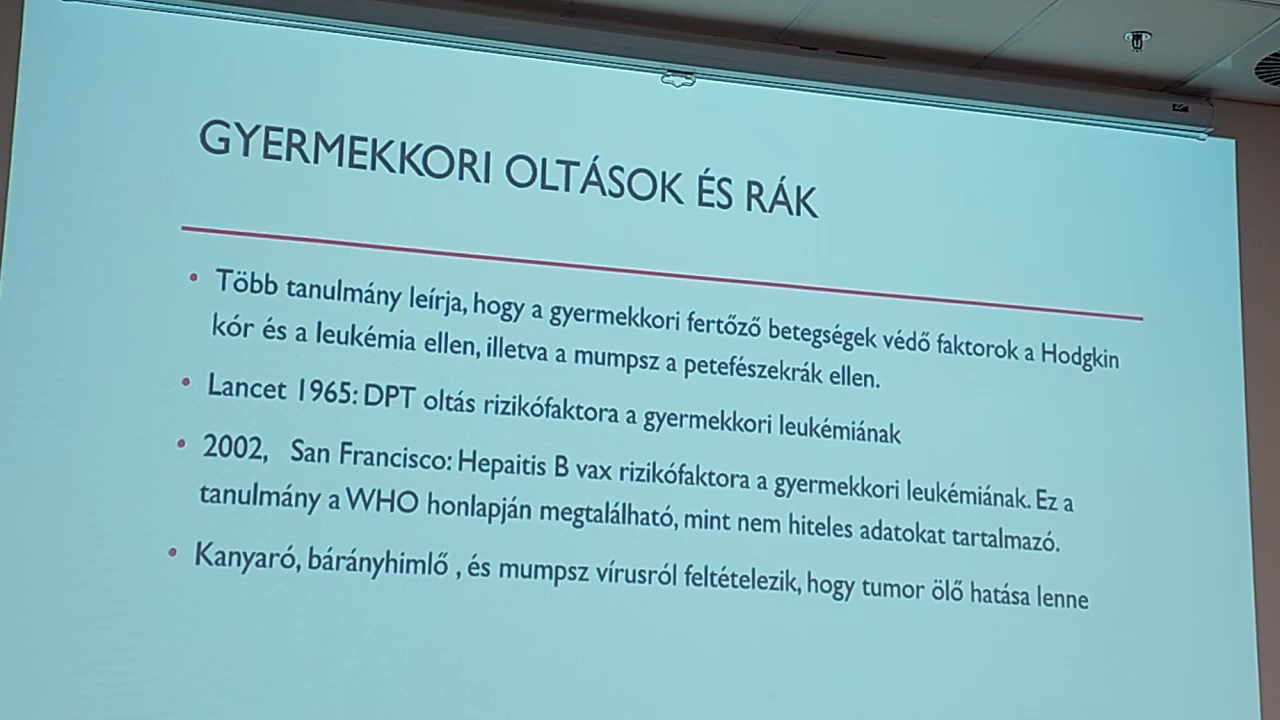 GYERMEKKORI OLTÁSOK ÉS RÁK
• Több tanulmány leírja, hogy a gyermekkori fertőző betegségek védő faktorok a Hodgkin
kór és a leukémia ellen, illetva a mumpsz a petefészekrák ellen.
• Lancet 1965: DPT oltás rizikófaktora a gyermekkori leukémiának
• 2002, San Francisco: Hepaitis B vax rizikófaktora a gyermekkori leukémiának. Ez a
tanulmány a WHO honlapján megtalálható, mint nem hiteles adatokat tartalmazó.
• Kanyaró, bárányhimlő , és mumpsz vírusról feltételezik, hogy tumor ölő hatása lenne